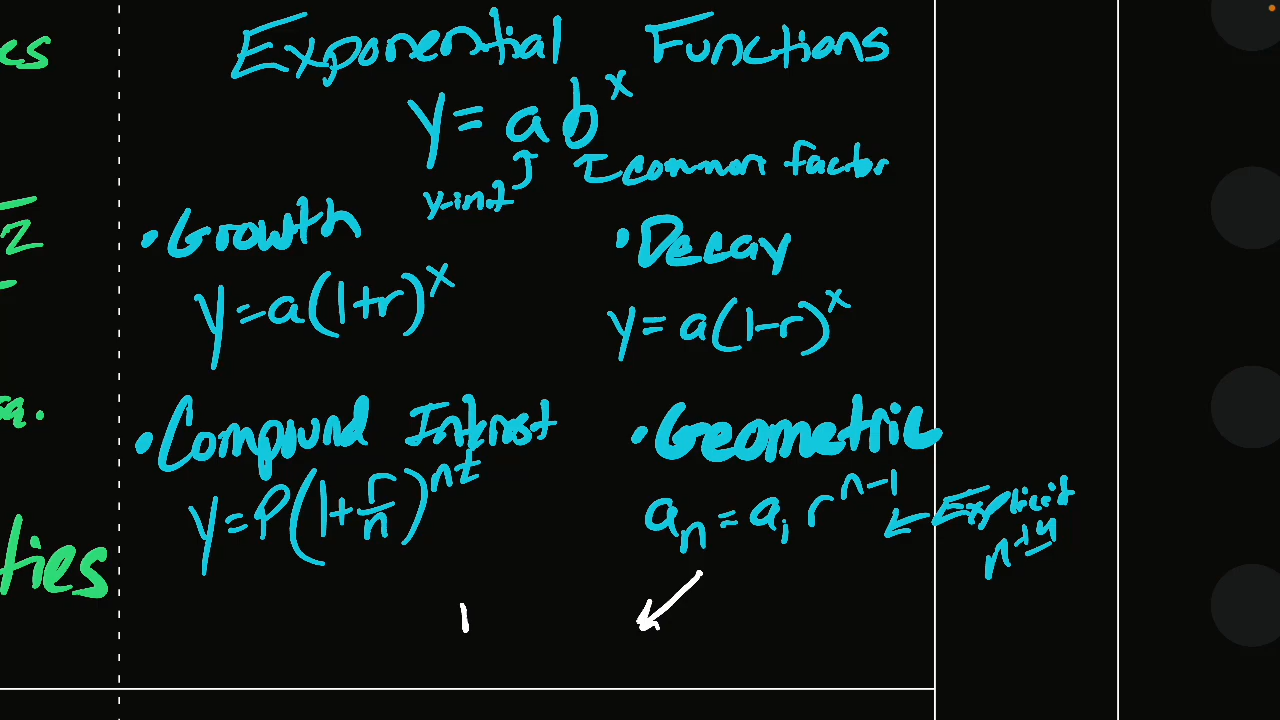 es
Exponential Functions
y = a b^x
y-int
common factor
• Growth
• Decay
y = a(1+r)^x
y = a(1-r)^x
• Compound Interest
• Geometric
y = P(1+r/n)^nt
a_n = a_1 r^n-1
Explicit
ties